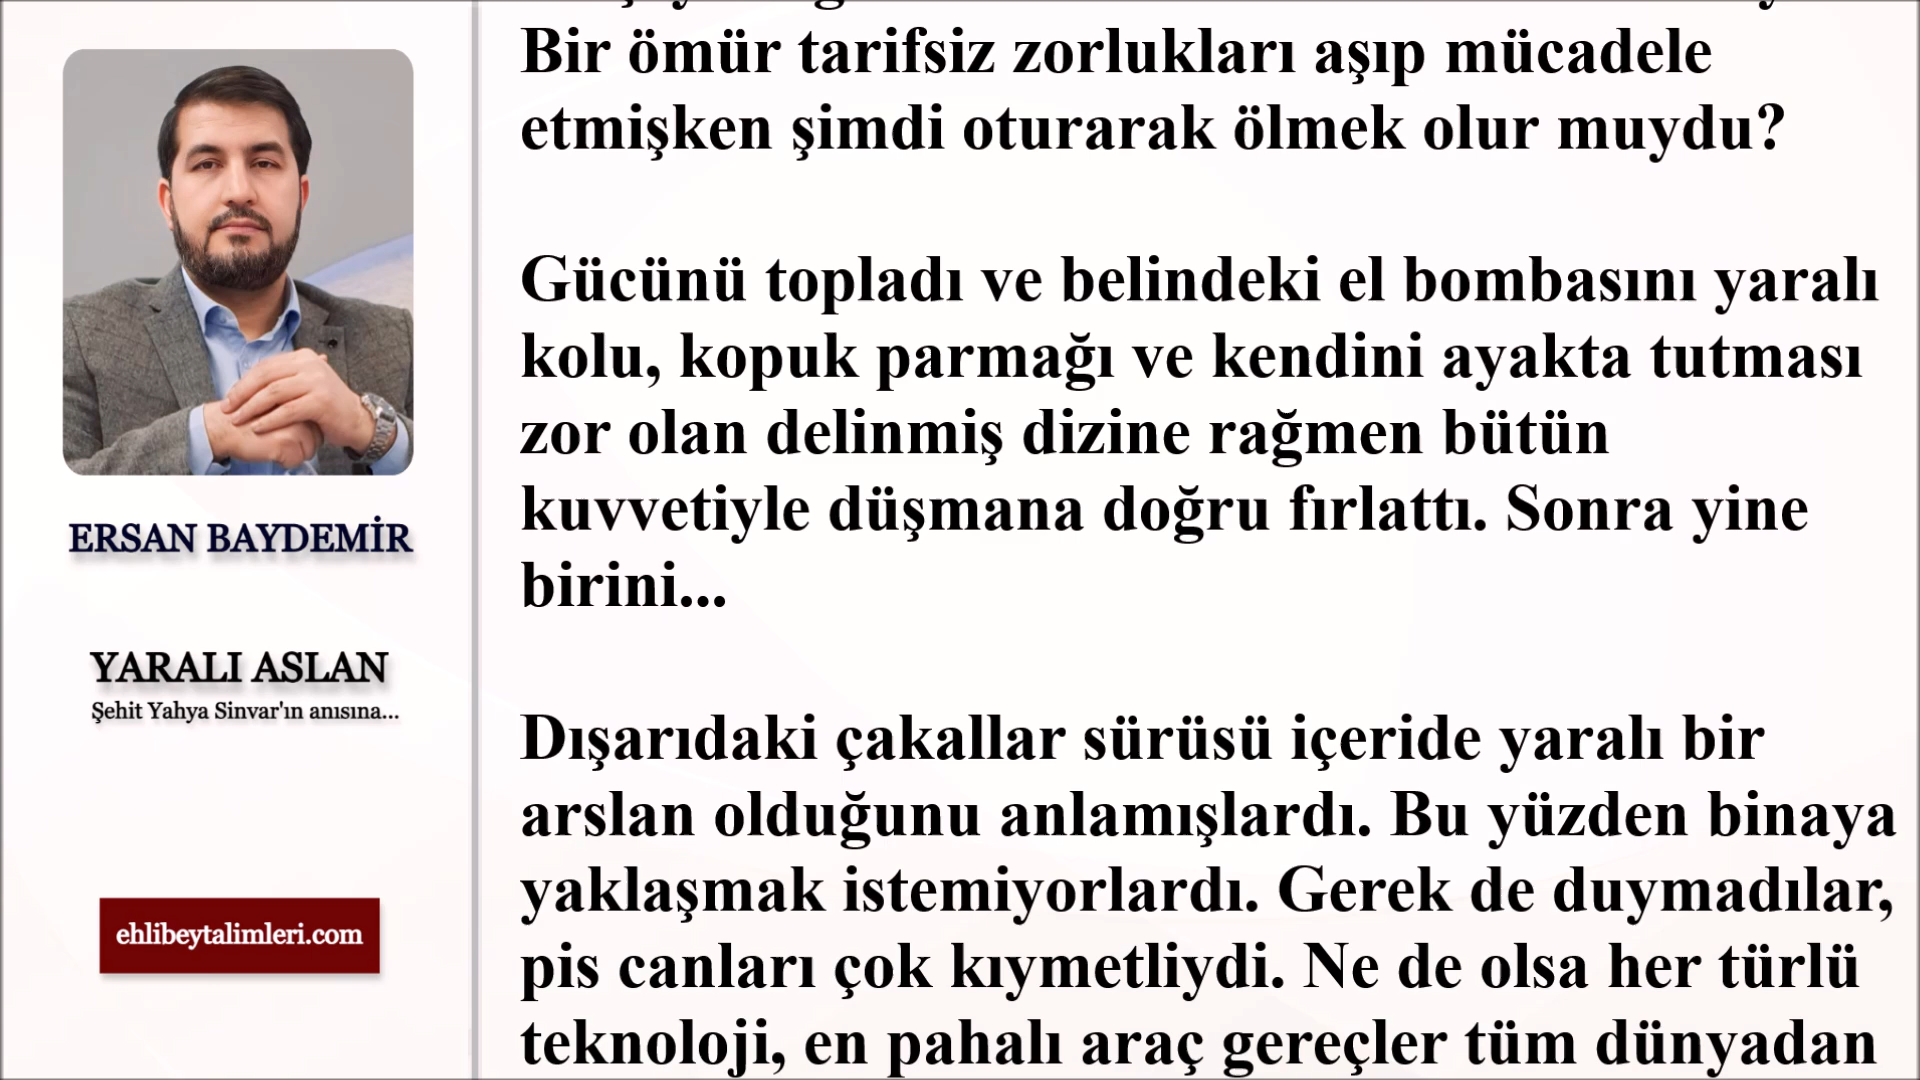 ERSAN BAYDEMİR
YARALI ASLAN
Şehit Yahya Sinvar'ın anısına...
ehlibeytalimleri.com
Bir ömür tarifsiz zorlukları aşıp mücadele
etmişken şimdi oturarak ölmek olur muydu?
Gücünü topladı ve belindeki el bombasını yaralı
kolu, kopuk parmağı ve kendini ayakta tutması
zor olan delinmiş dizine rağmen bütün
kuvvetiyle düşmana doğru fırlattı. Sonra yine
birini...
Dışarıdaki çakallar sürüsü içeride yaralı bir
arslan olduğunu anlamışlardı. Bu yüzden binaya
yaklaşmak istemiyorlardı. Gerek de duymadılar,
pis canları çok kıymetliydi. Ne de olsa her türlü
teknoloji, en pahalı araç gereçler tüm dünyadan